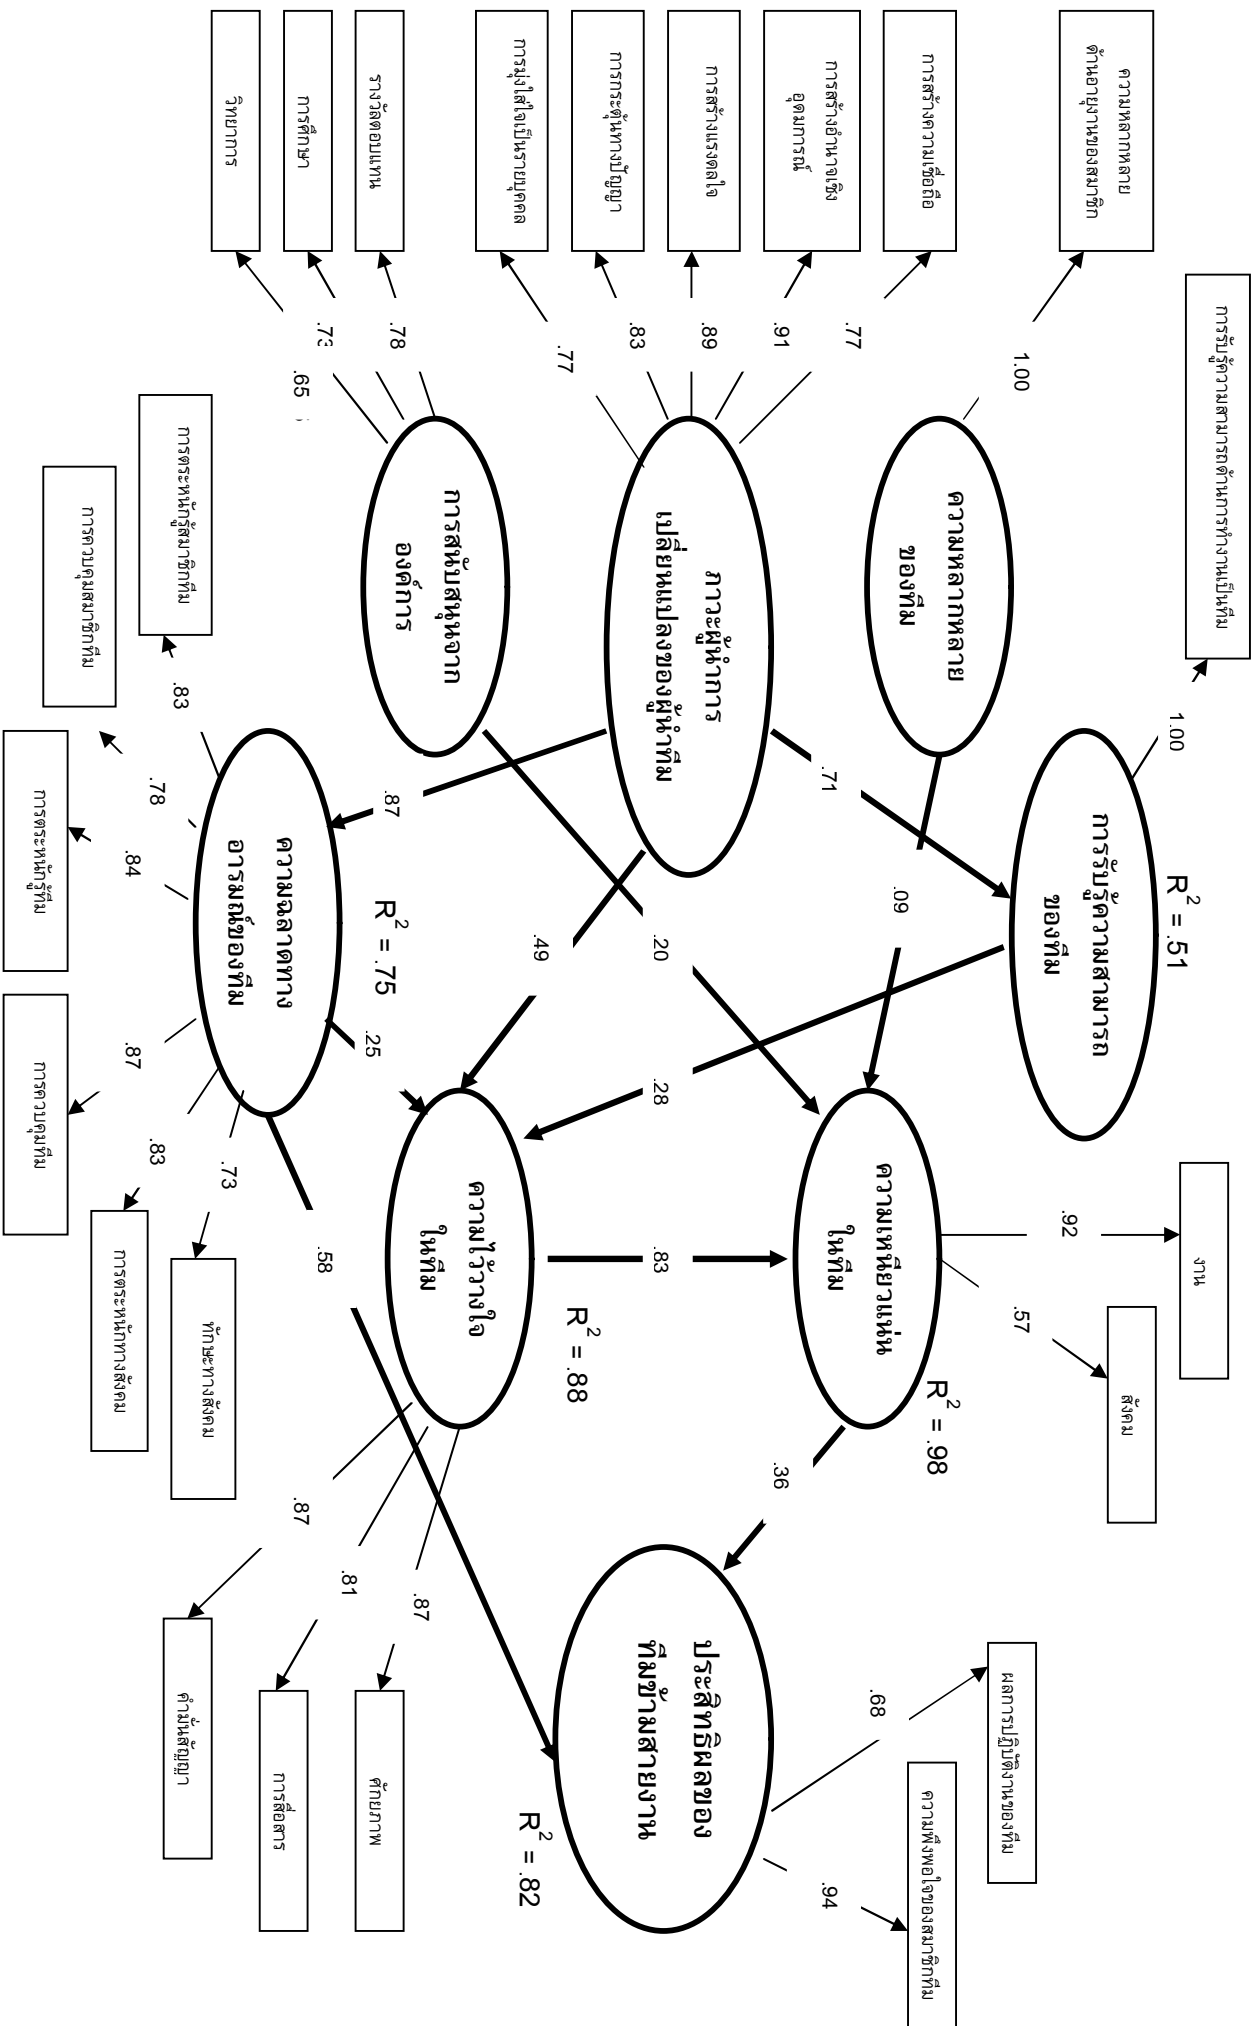 ความหลากหลาย
ด้านอายุงานของสมาชิก
การสร้างความเชื่อถือ
การสร้างอำนาจเชิง
อุดมการณ์
การสร้างแรงดลใจ
การกระตุ้นทางปัญญา
การมุ่งใส่ใจเป็นรายบุคคล
รางวัลตอบแทน
การศึกษา
วิทยาการ
1.00
.77
.91
.89
.83
.77
.78
.73
.65
ความหลากหลาย
ของทีม
ภาวะผู้นำการ
เปลี่ยนแปลงของผู้นำทีม
การสนับสนุนจาก
องค์การ
การรับรู้ความสามารถด้านการทำงานเป็นทีม
1.00
การรับรู้ความสามารถ
ของทีม
R2 = .51
.71
.09
.87
.20
.49
.28
การตระหนักรู้สมาชิกทีม
การควบคุมสมาชิกทีม
การตระหนักรู้ทีม
การควบคุมทีม
การตระหนักทางสังคม
ทักษะทางสังคม
.83
.78
.84
.87
.83
.73
ความฉลาดทาง
อารมณ์ของทีม
R2 = .75
.25
.58
ความเหนียวแน่น
ในทีม
R2 = .98
.92
.57
งาน
สังคม
.83
ความไว้วางใจ
ในทีม
R2 = .88
.36
.87
.81
.87
คำมั่นสัญญา
การสื่อสาร
ศักยภาพ
ประสิทธิผลของ
ทีมข้ามสายงาน
R2 = .82
.68
.94
ผลการปฏิบัติงานของทีม
ความพึงพอใจของสมาชิกทีม